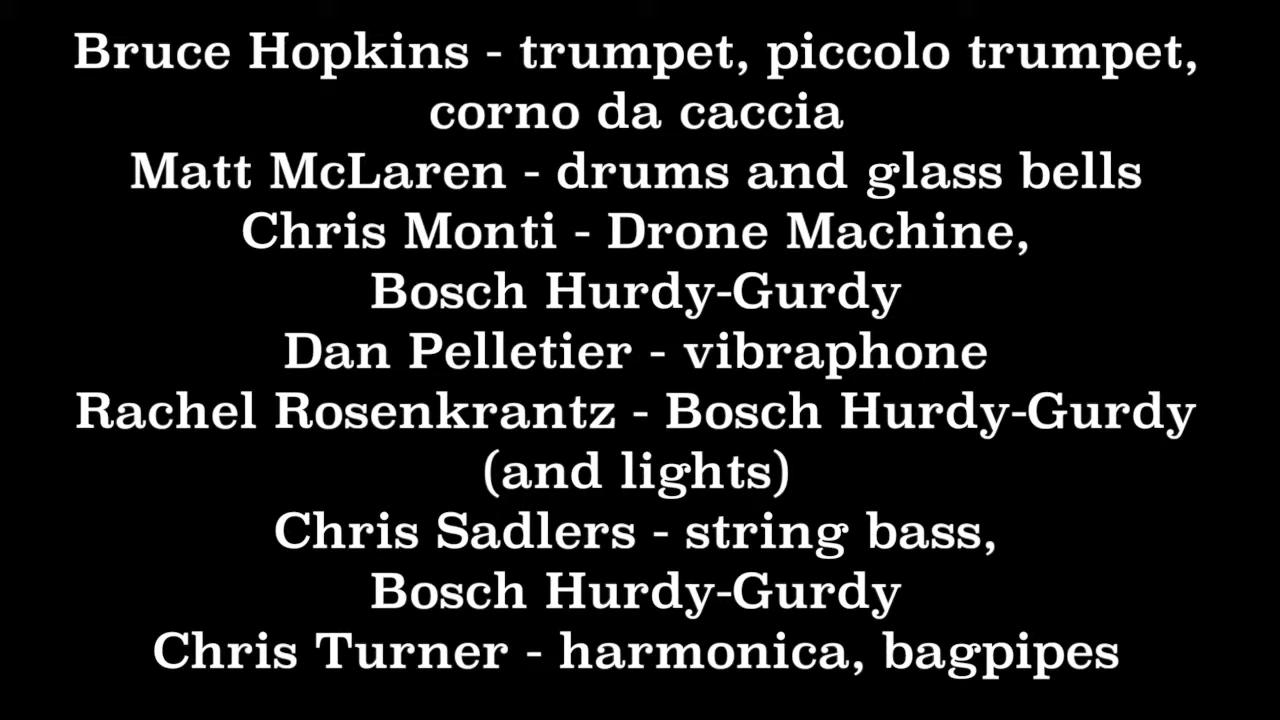 Bruce Hopkins - trumpet, piccolo trumpet,
corno da caccia
Matt McLaren - drums and glass bells
Chris Monti - Drone Machine,
Bosch Hurdy-Gurdy
Dan Pelletier - vibraphone
Rachel Rosenkrantz - Bosch Hurdy-Gurdy
(and lights)
Chris Sadlers - string bass,
Bosch Hurdy-Gurdy
Chris Turner - harmonica, bagpipes